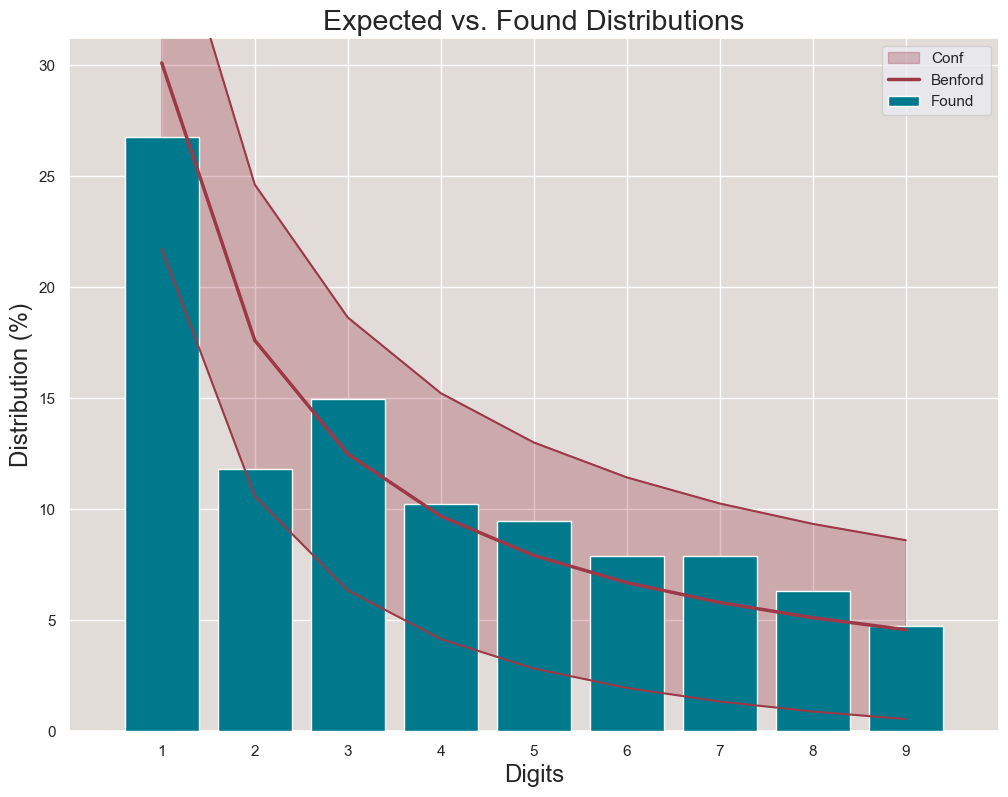 Expected vs. Found Distributions
Conf
Benford
Found
Distribution (%)
30
25
20
15
10
5
0
1 2 3 4 5 6 7 8 9
Digits